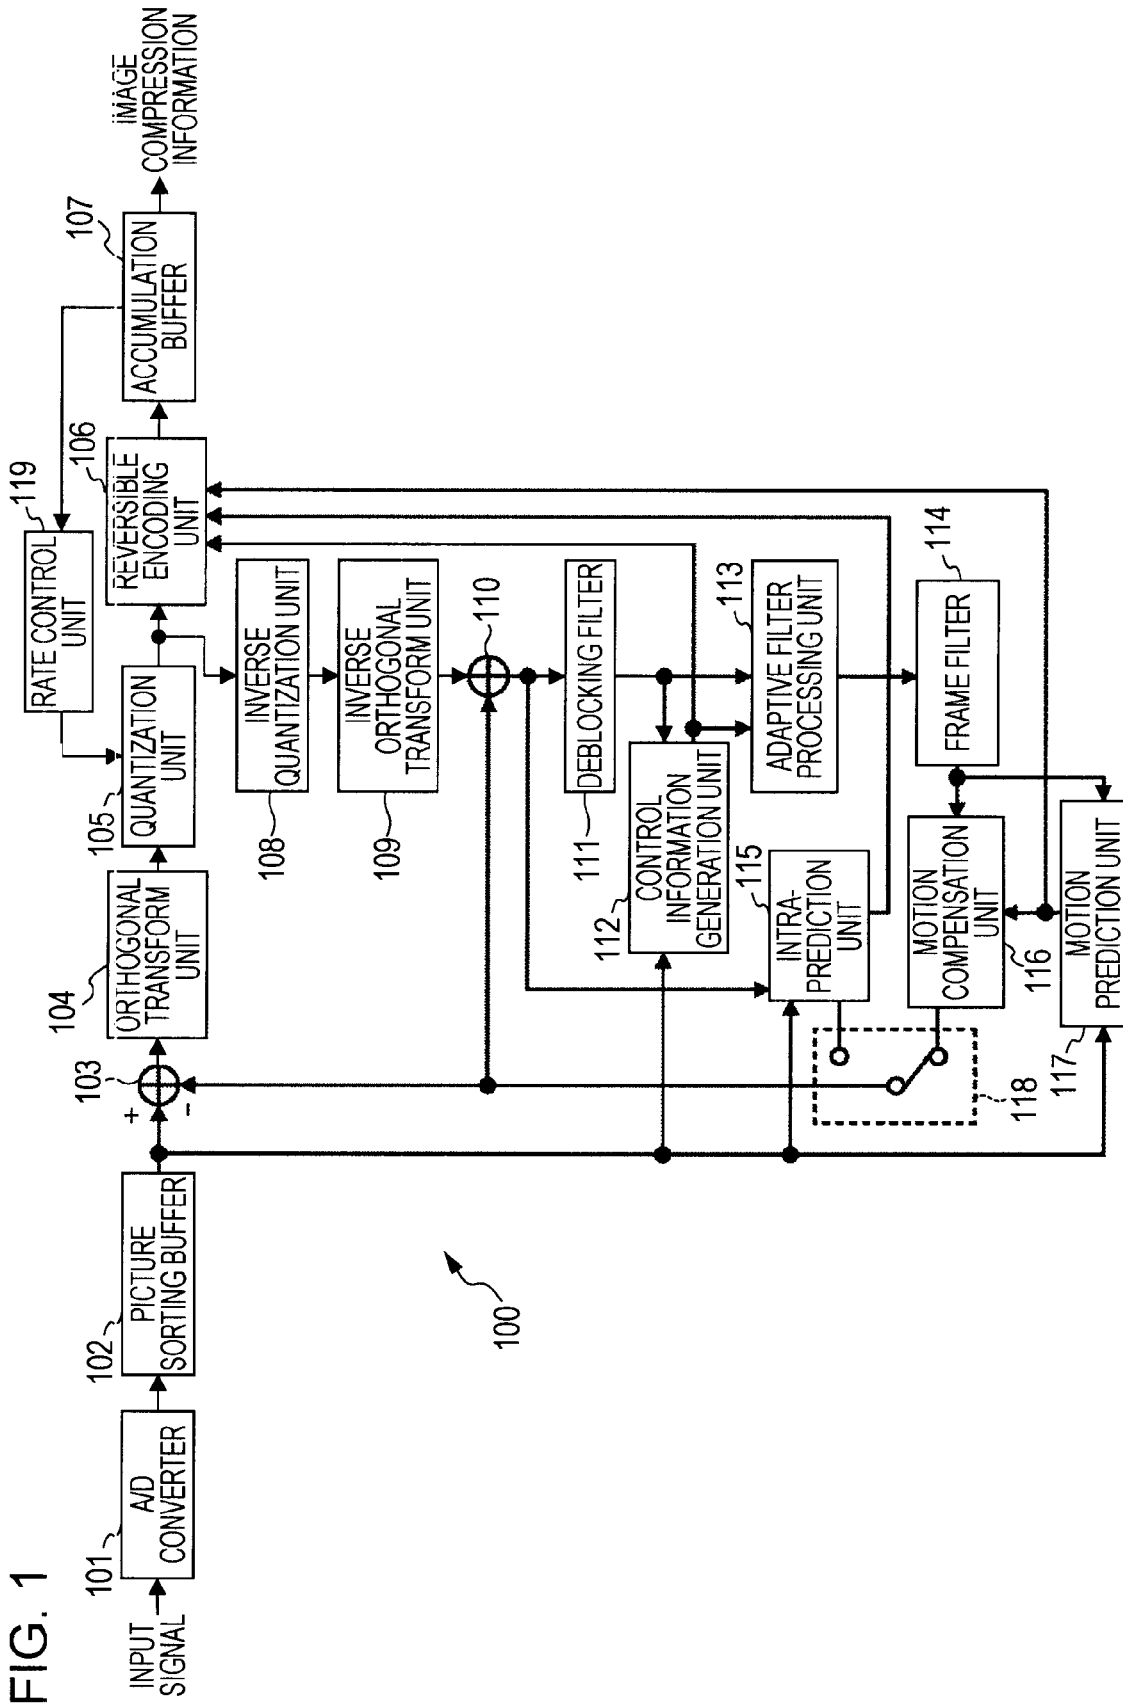 FIG. 1
INPUT
SIGNAL
101
A/D
CONVERTER
102
PICTURE
SORTING BUFFER
103
+
−
104
ORTHOGONAL
TRANSFORM
UNIT
105
QUANTIZATION
UNIT
119
RATE CONTROL
UNIT
106
REVERSIBLE
ENCODING
UNIT
107
ACCUMULATION
BUFFER
IMAGE
COMPRESSION
INFORMATION
108
INVERSE
QUANTIZATION UNIT
109
INVERSE
ORTHOGONAL
TRANSFORM UNIT
110
111
DEBLOCKING FILTER
112
CONTROL
INFORMATION
GENERATION UNIT
113
ADAPTIVE FILTER
PROCESSING UNIT
114
FRAME FILTER
115
INTRA-
PREDICTION
UNIT
116
MOTION
COMPENSATION
UNIT
117
MOTION
PREDICTION UNIT
118
100